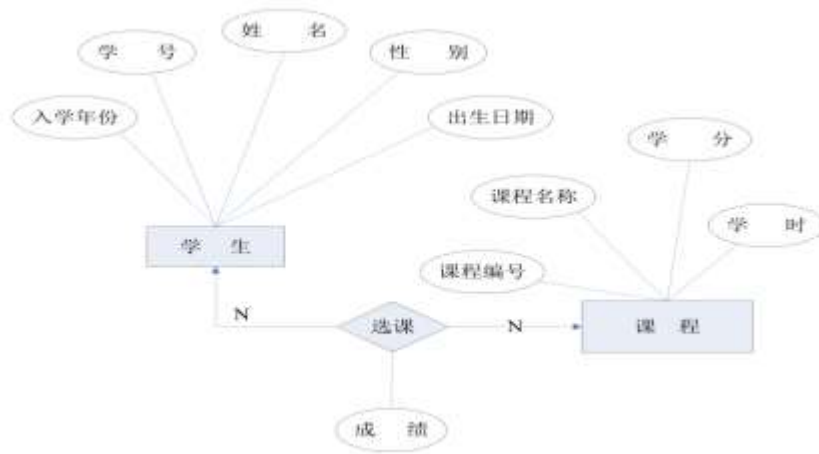 姓 名
学 号
性 别
入学年份
出生日期
学 分
课程名称
学 时
学 生
课程编号
N
选课
N
课 程
成 绩